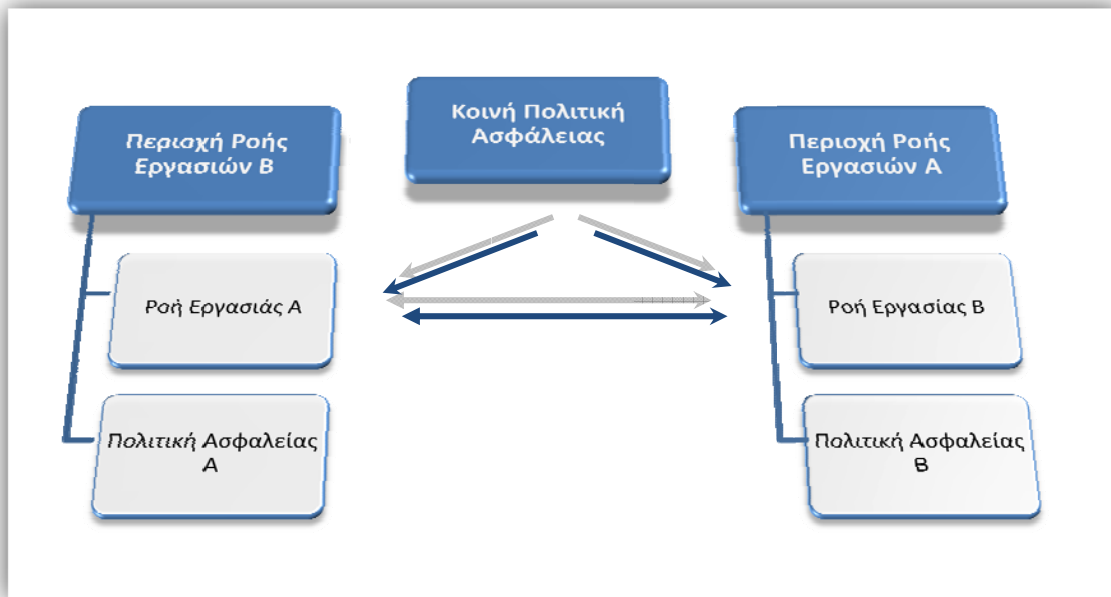 Περιοχή Ροής
Εργασιών Β
Ροή Εργασιάς Α
Πολιτική Ασφαλείας
Α
Κοινή Πολιτική
Ασφάλειας
Περιοχή Ροής
Εργασιών Α
Ροή Εργασίας Β
Πολιτική Ασφαλείας
Β